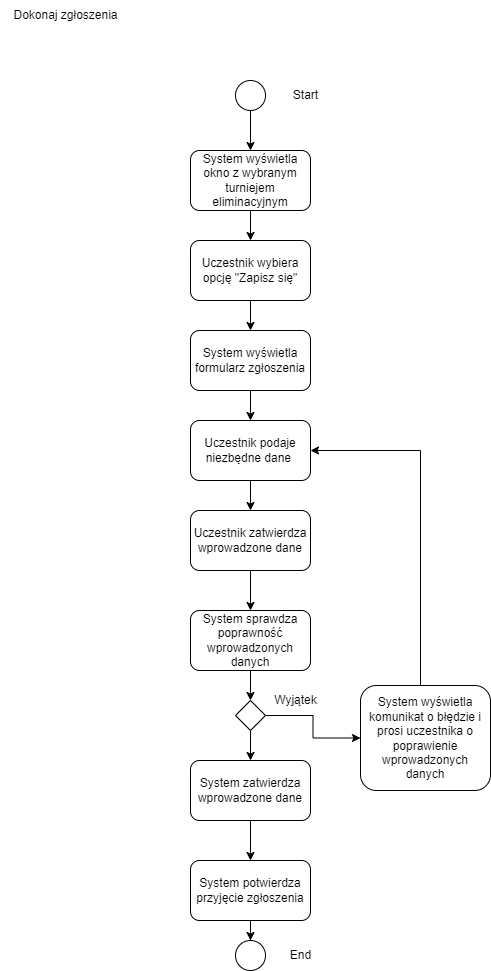 Dokonaj zgłoszenia
Start
System wyświetla
okno z wybranym
turniejem
eliminacyjnym
Uczestnik wybiera
opcję "Zapisz się"
System wyświetla
formularz zgłoszenia
Uczestnik podaje
niezbędne dane
Uczestnik zatwierdza
wprowadzone dane
System sprawdza
poprawność
wprowadzonych
danych
Wyjątek
System wyświetla
komunikat o błędzie i
prosi uczestnika o
poprawienie
wprowadzonych
danych
System zatwierdza
wprowadzone dane
System potwierdza
przyjęcie zgłoszenia
End